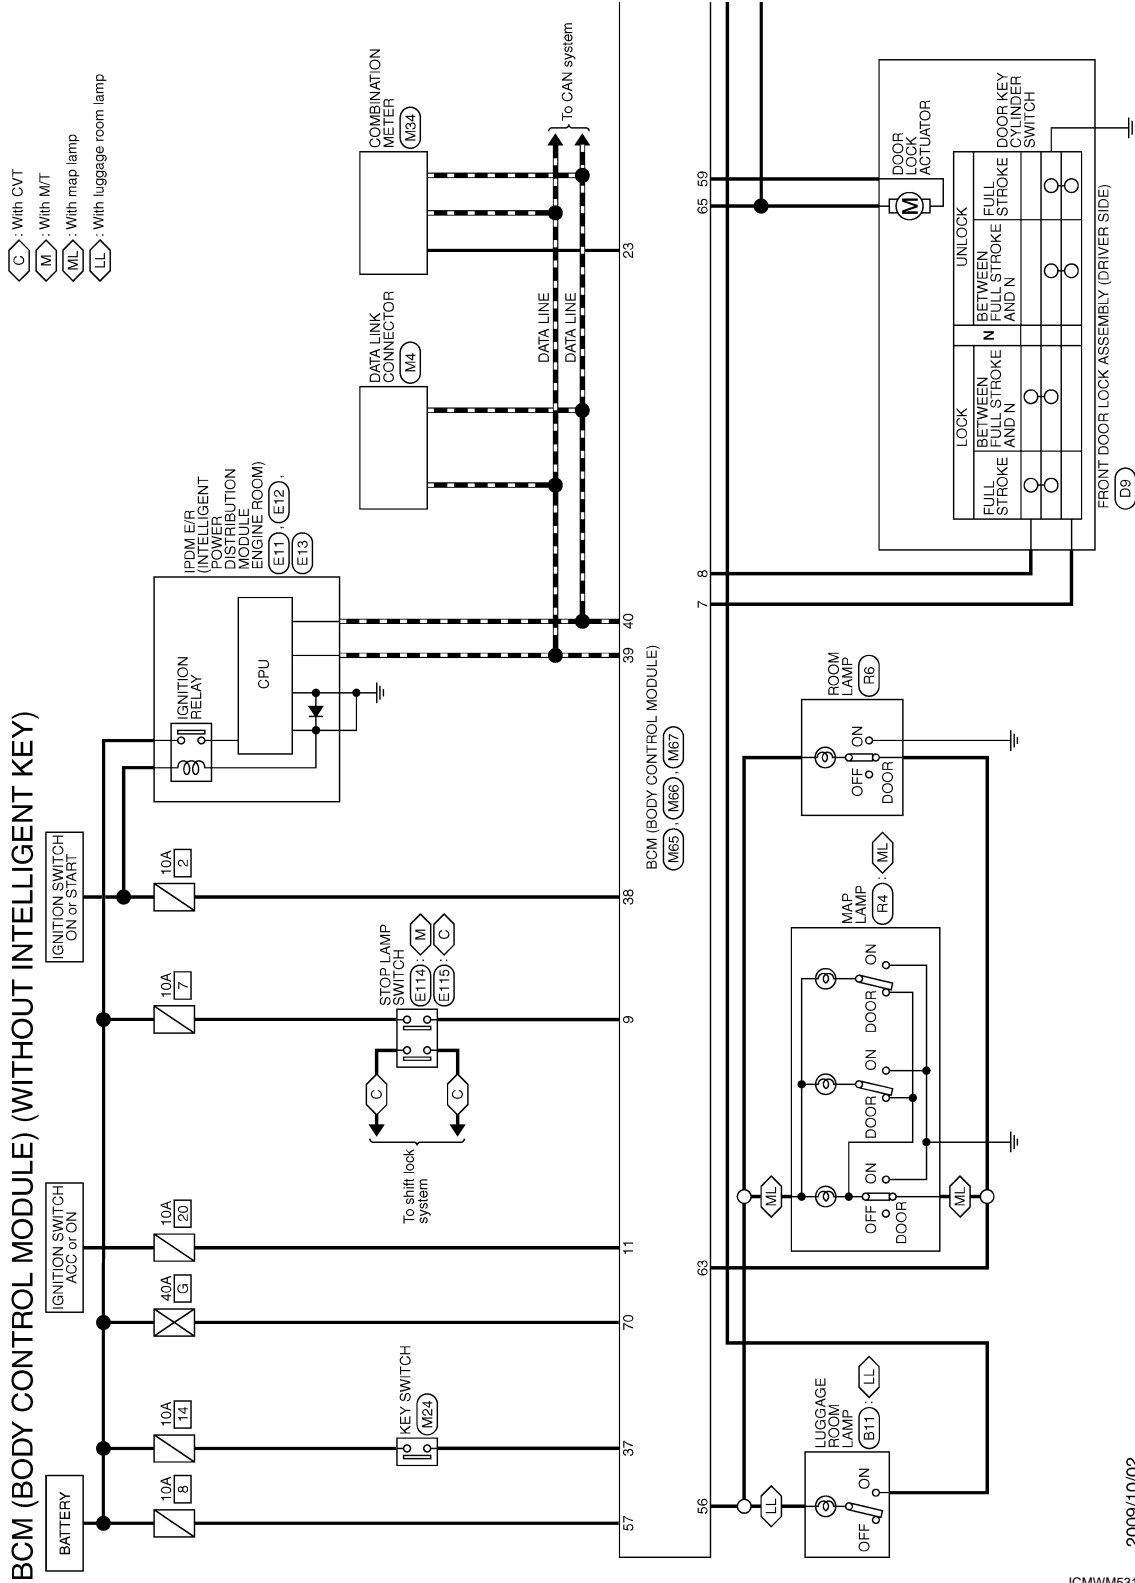 BCM (BODY CONTROL MODULE) (WITHOUT INTELLIGENT KEY)
C : With CVT
M : With M/T
ML : With map lamp
LL : With luggage room lamp
BATTERY
IGNITION SWITCH
ACC or ON
IGNITION SWITCH
ON or START
10A
8
10A
14
40A
G
10A
20
10A
7
10A
2
IGNITION
RELAY
CPU
IPDM E/R
(INTELLIGENT
POWER
DISTRIBUTION
MODULE
ENGINE ROOM)
E11 , E12 ,
E13
KEY SWITCH
M24
To shift lock
system
C
C
STOP LAMP
SWITCH
E114 : M
E115 : C
DATA LINK
CONNECTOR
M4
COMBINATION
METER
M34
DATA LINE
DATA LINE
To CAN system
57
37
70
11
9
38
39
40
23
BCM (BODY CONTROL MODULE)
M65 , M66 , M67
56
63
7
8
65
59
LL
LUGGAGE
ROOM
LAMP
B11 : LL
OFF
ON
ML
ML
MAP
LAMP
R4 : ML
OFF
ON
DOOR
DOOR
ON
DOOR
ON
ROOM
LAMP
R6
OFF
ON
DOOR
DOOR
LOCK
ACTUATOR
M
DOOR KEY
CYLINDER
SWITCH
LOCK
N
UNLOCK
FULL
STROKE
BETWEEN
FULL STROKE
AND N
BETWEEN
FULL STROKE
AND N
FULL
STROKE
FRONT DOOR LOCK ASSEMBLY (DRIVER SIDE)
D9
2009/10/02